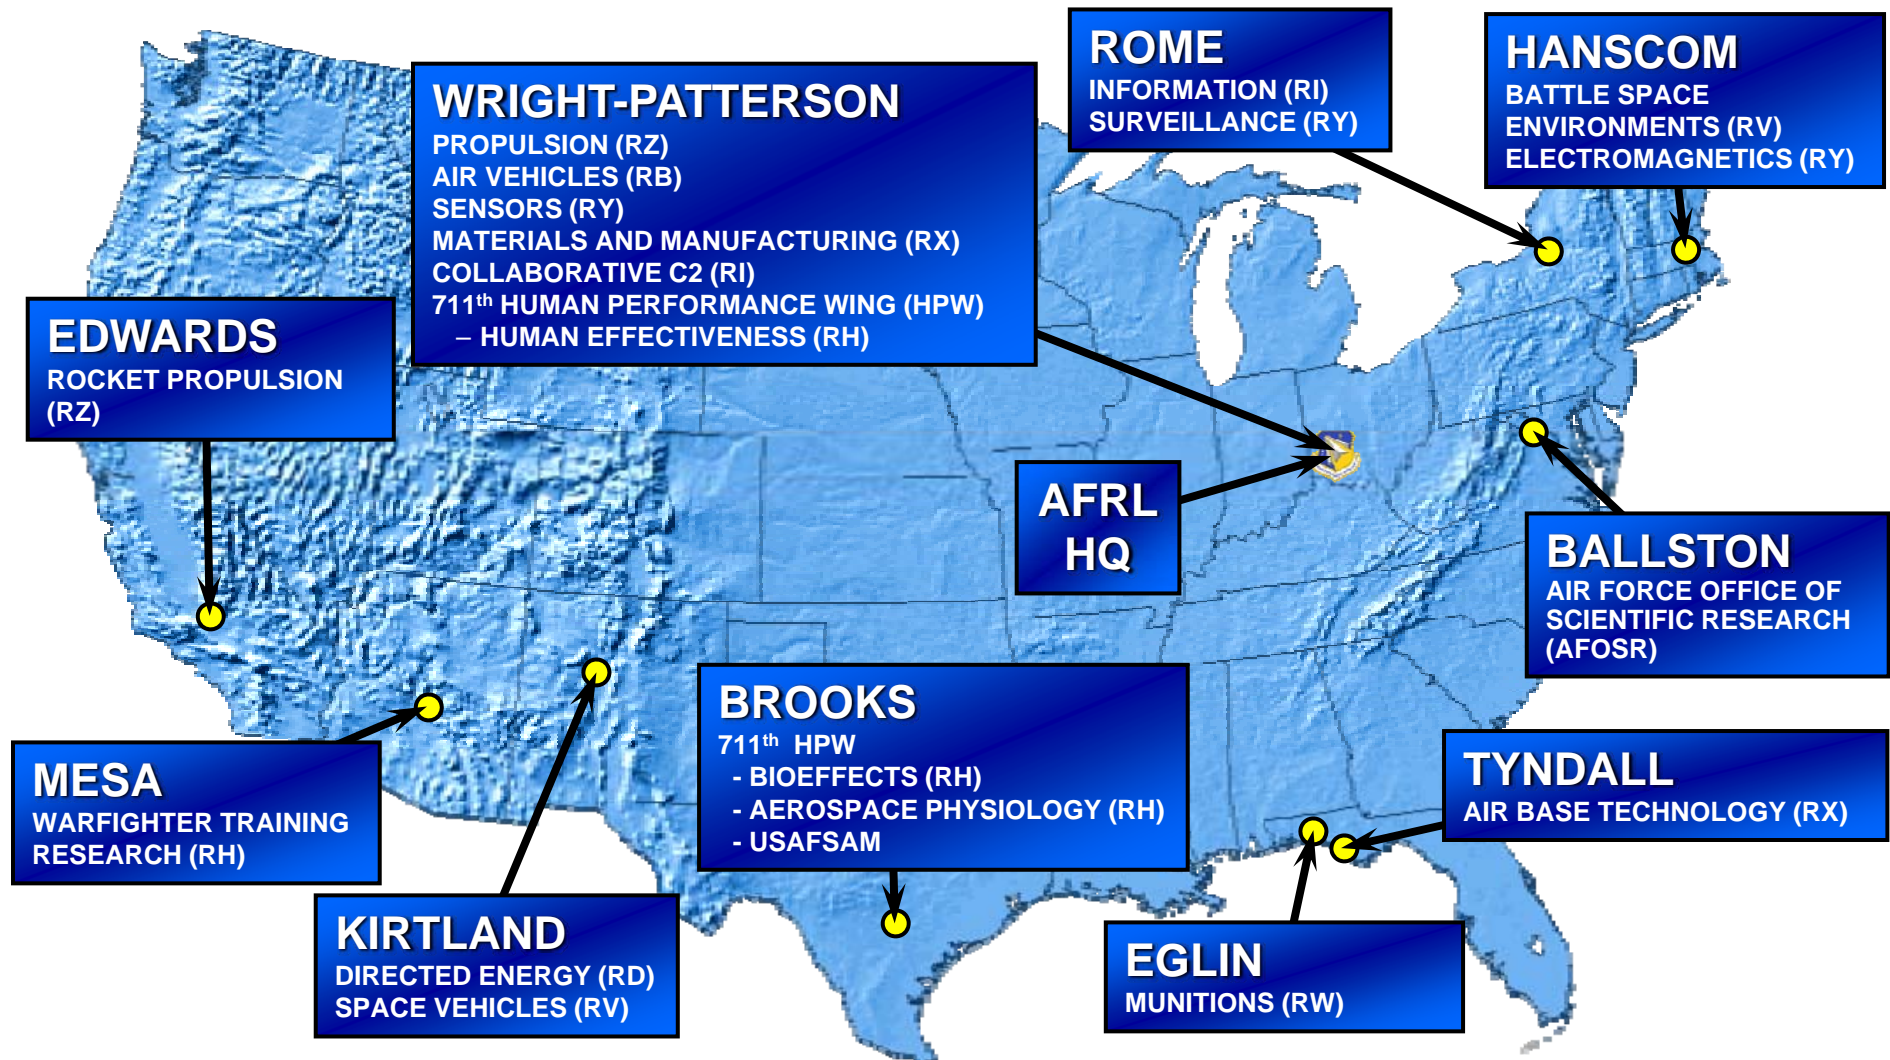 ROME
INFORMATION (RI)
SURVEILLANCE (RY)
HANSCOM
BATTLE SPACE
ENVIRONMENTS (RV)
ELECTROMAGNETICS (RY)
WRIGHT-PATTERSON
PROPULSION (RZ)
AIR VEHICLES (RB)
SENSORS (RY)
MATERIALS AND MANUFACTURING (RX)
COLLABORATIVE C2 (RI)
711th HUMAN PERFORMANCE WING (HPW)
– HUMAN EFFECTIVENESS (RH)
EDWARDS
ROCKET PROPULSION
(RZ)
AFRL
HQ
BALLSTON
AIR FORCE OFFICE OF
SCIENTIFIC RESEARCH
(AFOSR)
BROOKS
711th HPW
- BIOEFFECTS (RH)
- AEROSPACE PHYSIOLOGY (RH)
- USAFSAM
MESA
WARFIGHTER TRAINING
RESEARCH (RH)
TYNDALL
AIR BASE TECHNOLOGY (RX)
KIRTLAND
DIRECTED ENERGY (RD)
SPACE VEHICLES (RV)
EGLIN
MUNITIONS (RW)